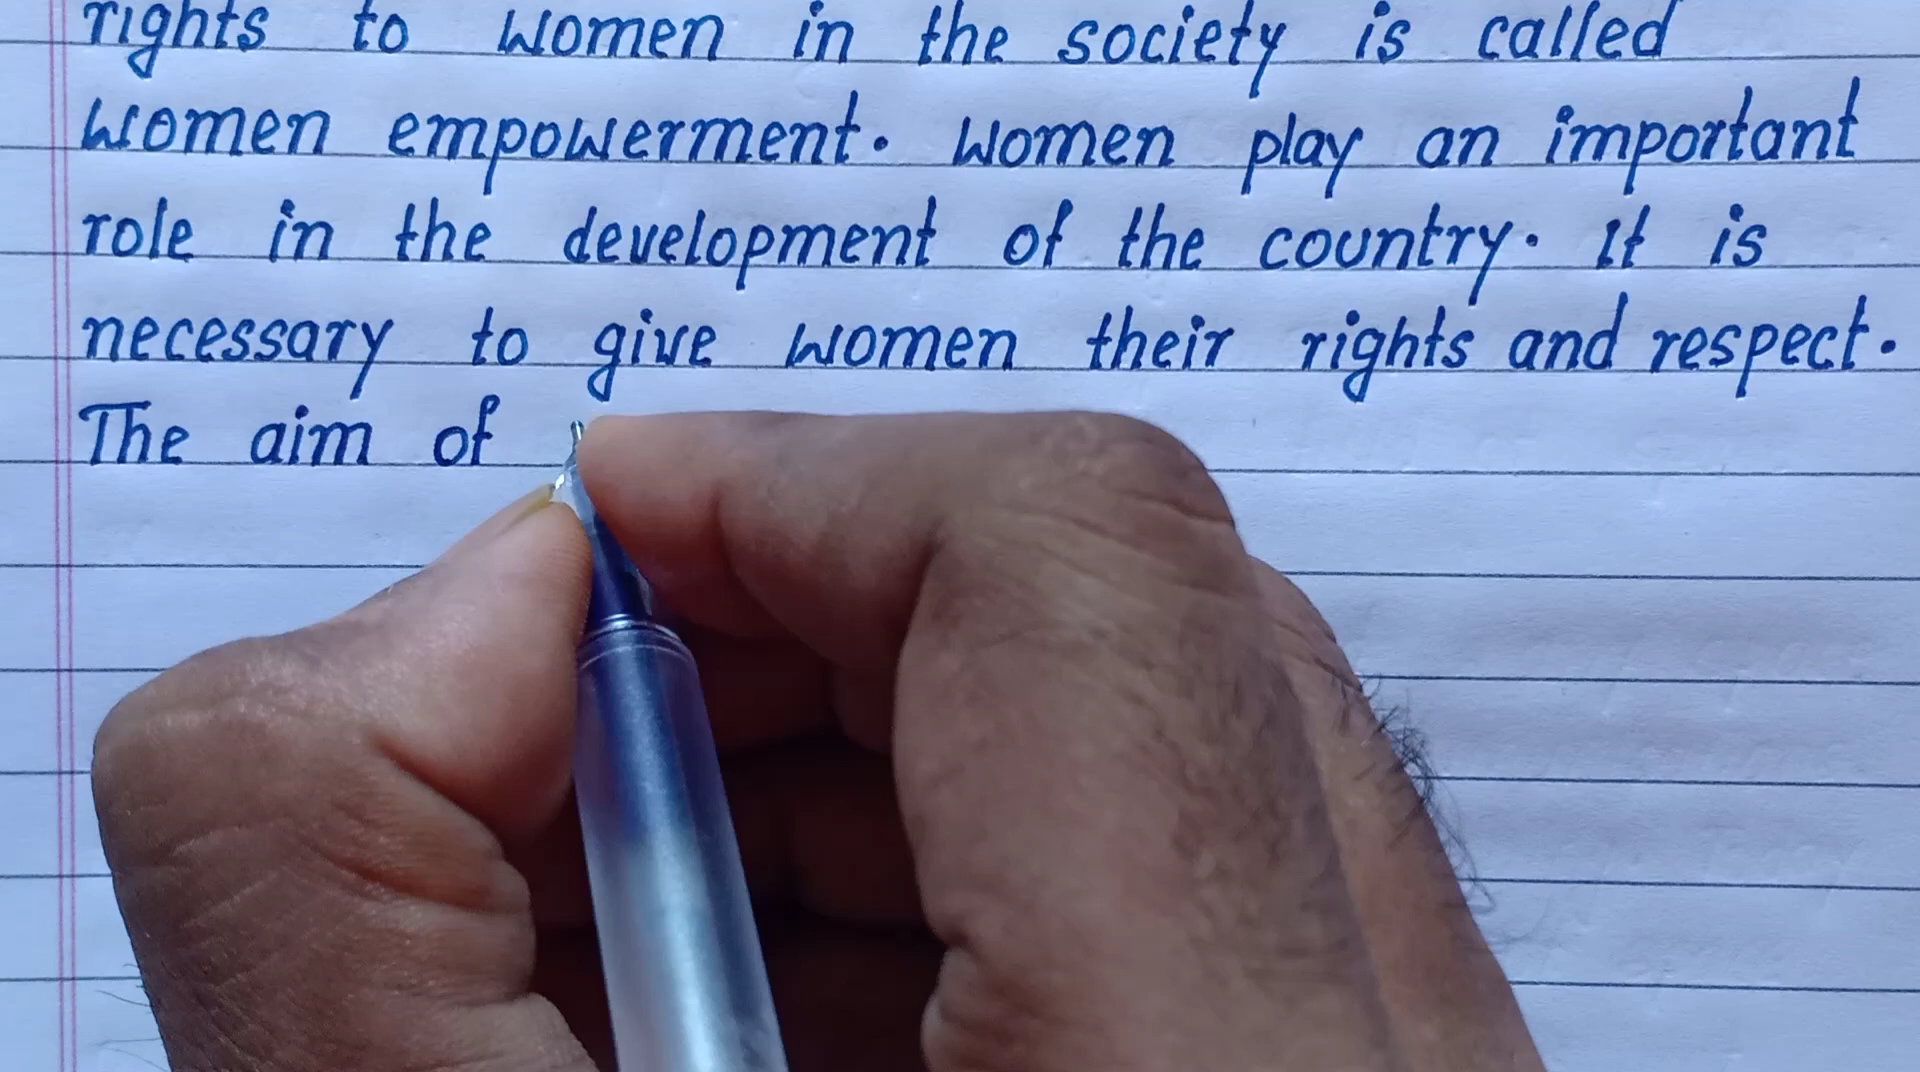 rights to women in the society is called
women empowerment. Women play an important
role in the development of the country. It is
necessary to give women their rights and respect.
The aim of